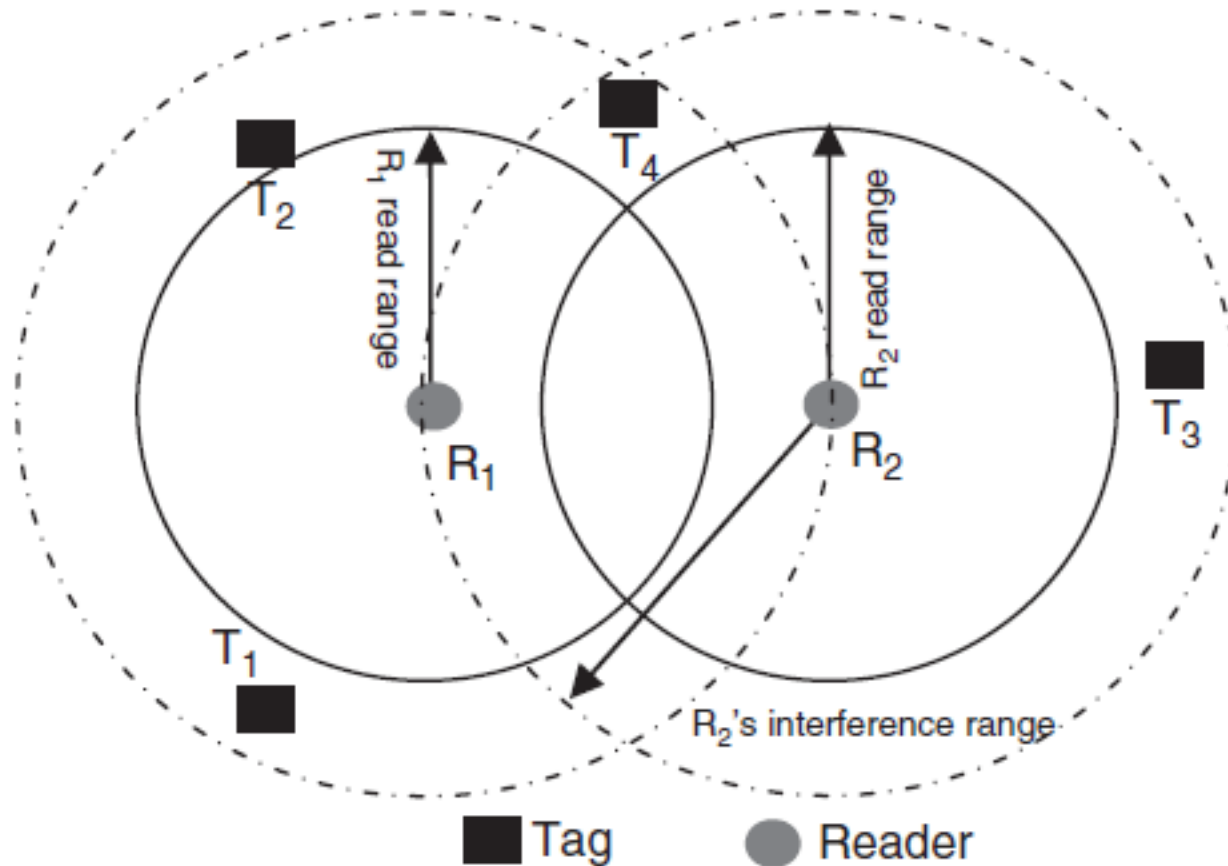 T4
T2
R1 read range
R2 read range
R1
R2
T3
T1
R2's interference range
Tag
Reader